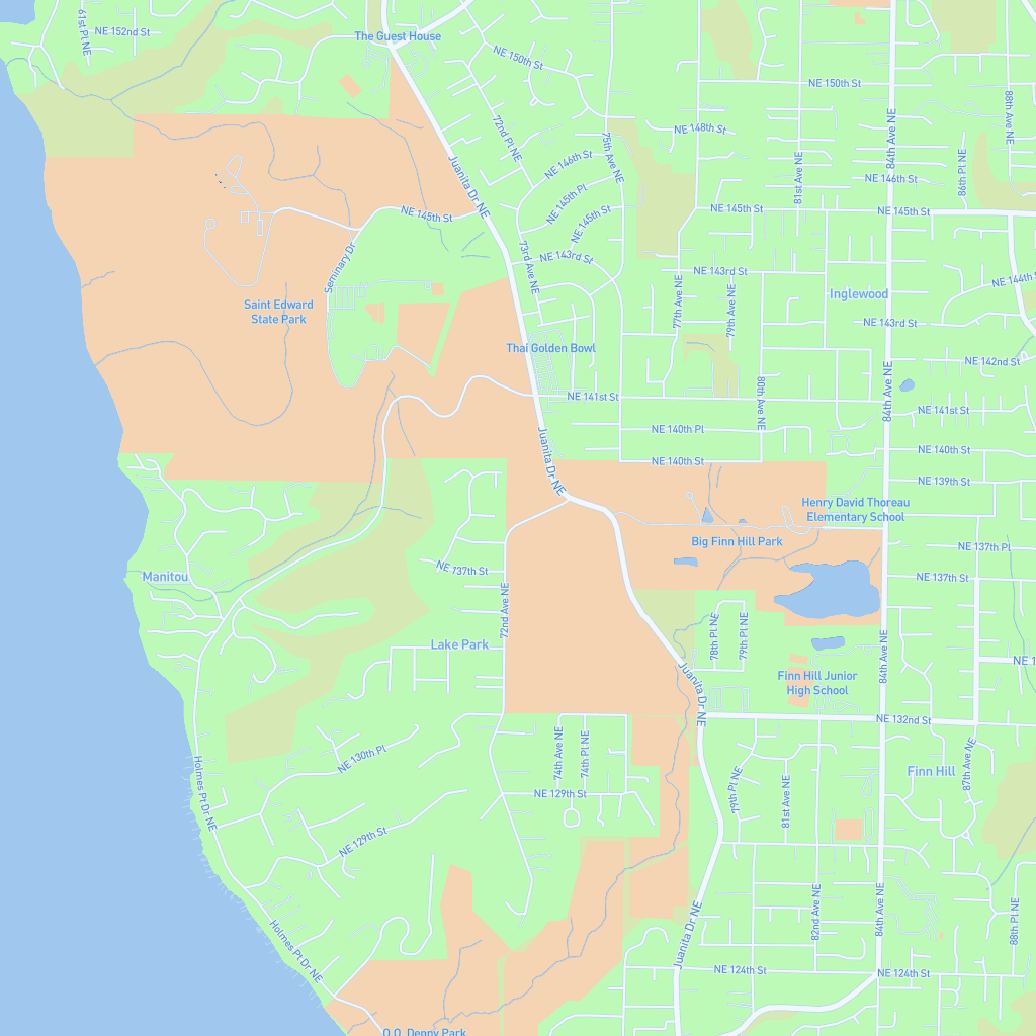 61st Pl NE
NE 152nd St
The Guest House
NE 150th St
NE 150th St
88th Ave NE
72nd Pl NE
75th Ave NE
NE 148th St
84th Ave NE
NE 146th St
81st Ave NE
NE 146th St
86th Pl NE
Juanita Dr NE
NE 145th Pl
NE 145th St
NE 145th St
NE 145th St
NE 145th St
Seminary Dr
73rd Ave NE
NE 143rd St
NE 143rd St
NE 144th St
77th Ave NE
79th Ave NE
Inglewood
Saint Edward
State Park
NE 143rd St
Thai Golden Bowl
NE 142nd St
80th Ave NE
84th Ave NE
NE 141st St
NE 141st St
NE 140th Pl
Juanita Dr NE
NE 140th St
NE 140th St
NE 139th St
Henry David Thoreau
Elementary School
Big Finn Hill Park
NE 137th Pl
NE 737th St
NE 137th St
Manitou
72nd Ave NE
78th Pl NE
79th Pl NE
Lake Park
84th Ave NE
NE 1
Juanita Dr NE
Finn Hill Junior
High School
NE 132nd St
74th Ave NE
74th Pl NE
NE 130th Pl
Holmes Pt Dr NE
79th Pl NE
81st Ave NE
Finn Hill
87th Ave NE
NE 129th St
NE 129th St
82nd Ave NE
84th Ave NE
88th Pl NE
Juanita Dr NE
Holmes Pt Dr NE
NE 124th St
NE 124th St
O.O. Denny Park